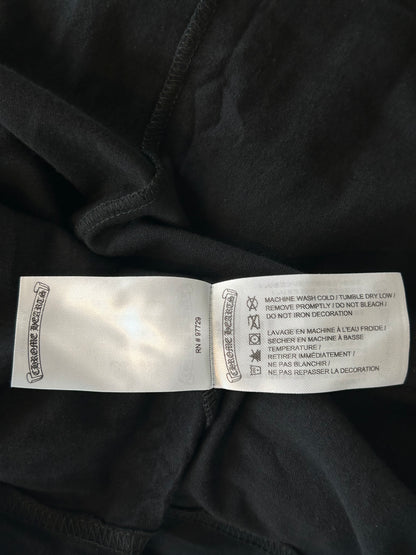 CHROME HEARTS
RN # 97729
CHROME HEARTS
MACHINE WASH COLD / TUMBLE DRY LOW /
REMOVE PROMPTLY / DO NOT BLEACH /
DO NOT IRON DECORATION
LAVAGE EN MACHINE À L'EAU FROIDE /
SÉCHER EN MACHINE À BASSE
TEMPÉRATURE /
RETIRER IMMÉDIATEMENT /
NE PAS BLANCHIR /
NE PAS REPASSER LA DECORATION